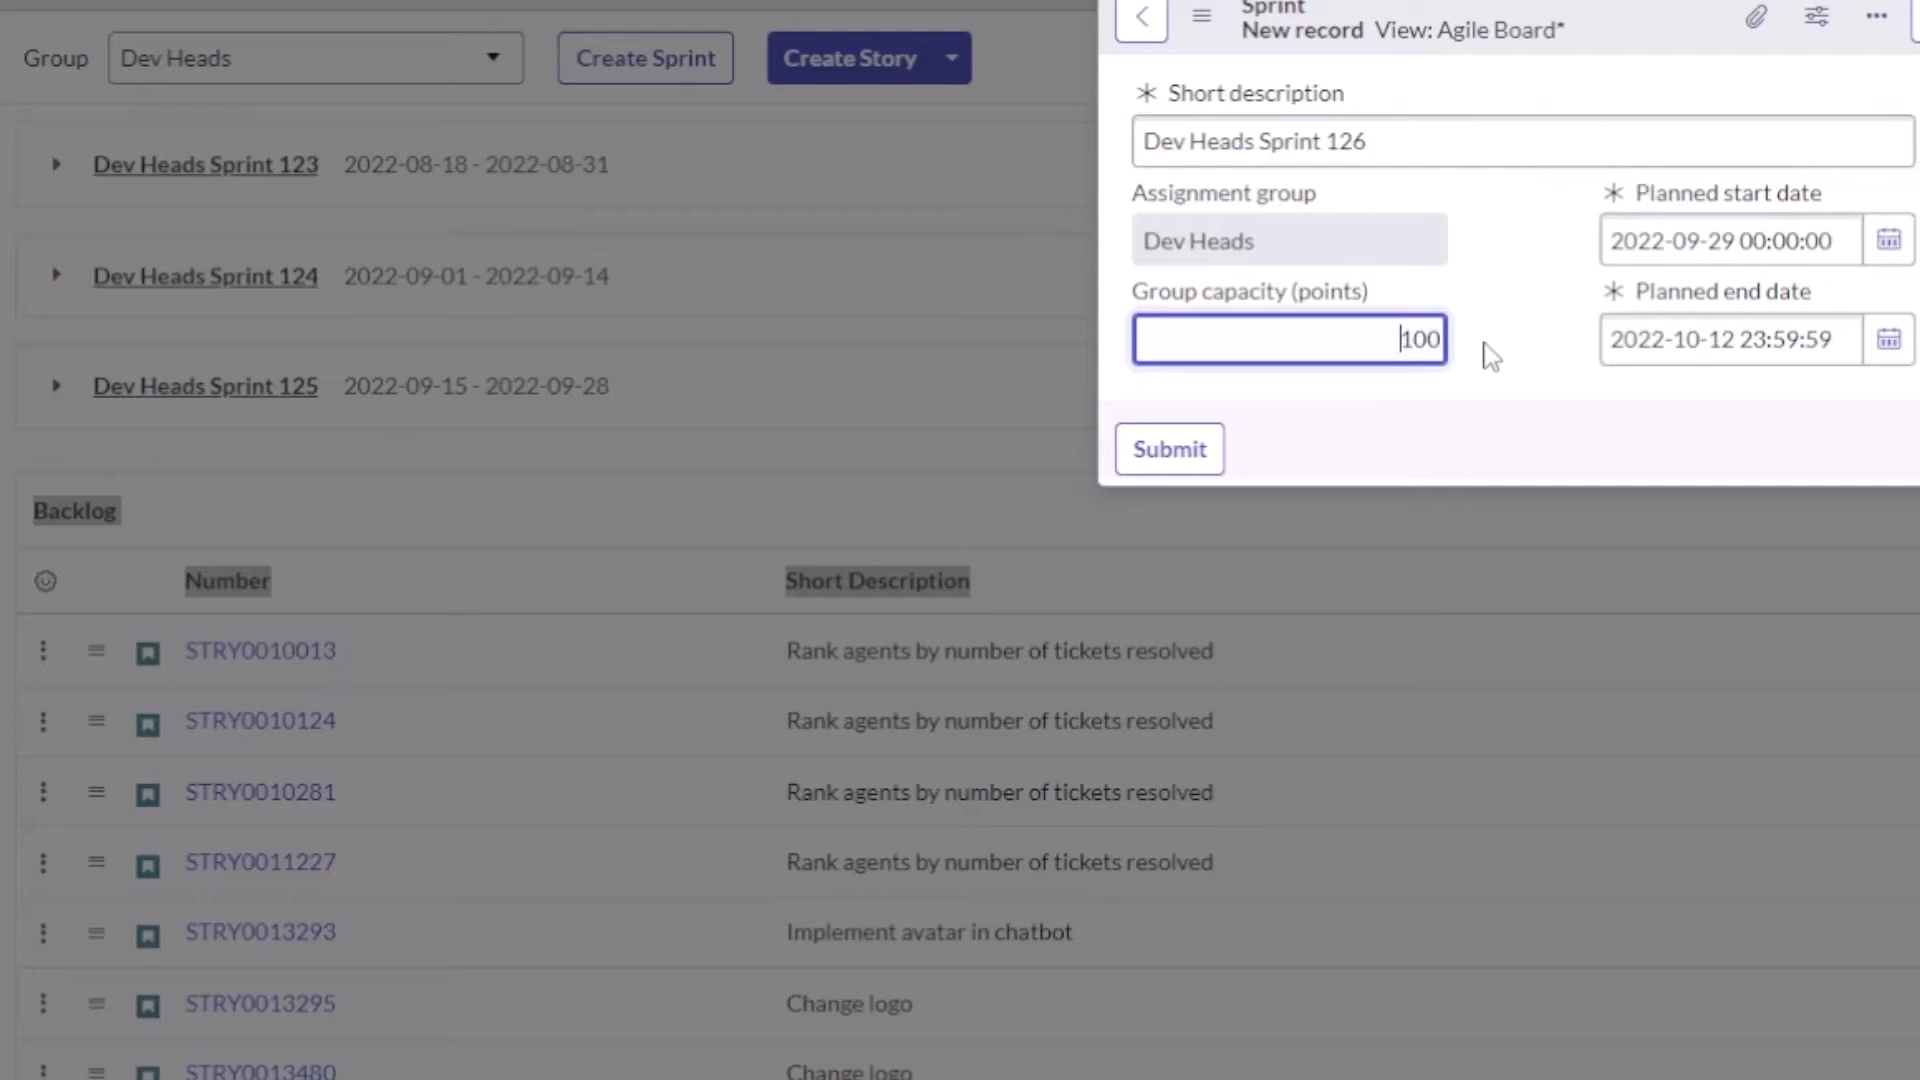 Sprint
New record View: Agile Board*
Group Dev Heads Create Sprint Create Story
* Short description
Dev Heads Sprint 126
Assignment group * Planned start date
Dev Heads 2022-09-29 00:00:00
Group capacity (points) * Planned end date
100 2022-10-12 23:59:59
Submit
Dev Heads Sprint 123 2022-08-18 - 2022-08-31
Dev Heads Sprint 124 2022-09-01 - 2022-09-14
Dev Heads Sprint 125 2022-09-15 - 2022-09-28
Backlog
Number Short Description
STRY0010013 Rank agents by number of tickets resolved
STRY0010124 Rank agents by number of tickets resolved
STRY0010281 Rank agents by number of tickets resolved
STRY0011227 Rank agents by number of tickets resolved
STRY0013293 Implement avatar in chatbot
STRY0013295 Change logo
STRY0013480 Change logo